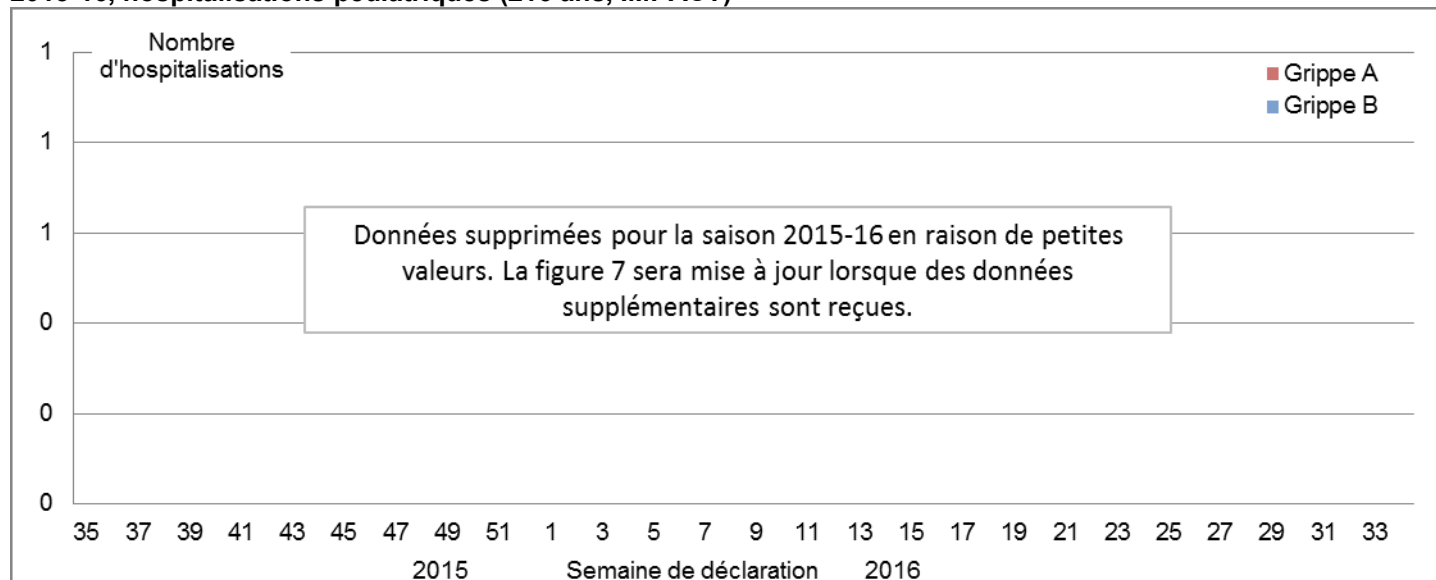 Nombre
d'hospitalisations
Grippe A
Grippe B
1
1
1
0
0
0
Données supprimées pour la saison 2015-16 en raison de petites
valeurs. La figure 7 sera mise à jour lorsque des données
supplémentaires sont reçues.
35 37 39 41 43 45 47 49 51 1 3 5 7 9 11 13 15 17 19 21 23 25 27 29 31 33
2015 Semaine de déclaration 2016